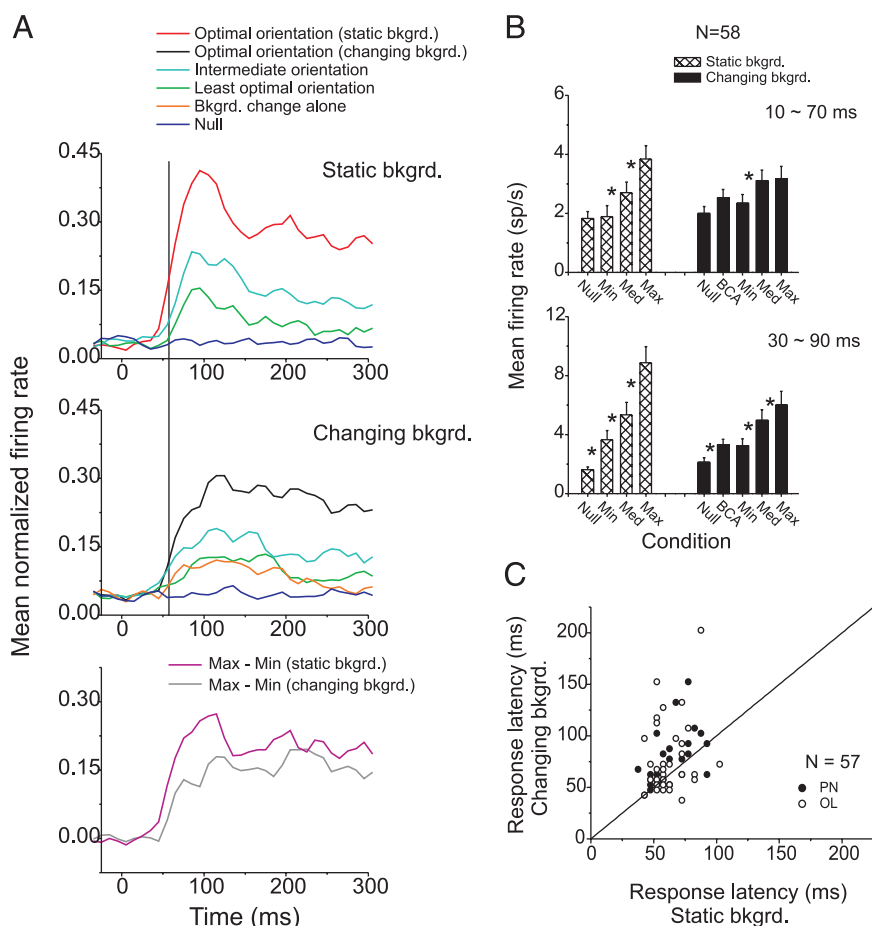 A
Optimal orientation (static bkgrd.)
Optimal orientation (changing bkgrd.)
Intermediate orientation
Least optimal orientation
Bkgrd. change alone
Null
Mean normalized firing rate
0.45
0.30
0.15
0.00
Static bkgrd.
0 100 200 300
0.45
0.30
0.15
0.00
Changing bkgrd.
0 100 200 300
Max - Min (static bkgrd.)
Max - Min (changing bkgrd.)
0.30
0.15
0.00
0 100 200 300
Time (ms)
B
N=58
Static bkgrd.
Changing bkgrd.
Mean firing rate (sp/s)
10 ~ 70 ms
6
4
2
0
* * *
Null Min Med Max Null BCA Min Med Max
30 ~ 90 ms
12
8
4
0
* * * * * *
Null Min Med Max Null BCA Min Med Max
Condition
C
Response latency (ms)
Changing bkgrd.
200
150
100
50
0
0 50 100 150 200
N = 57
PN
OL
Response latency (ms)
Static bkgrd.